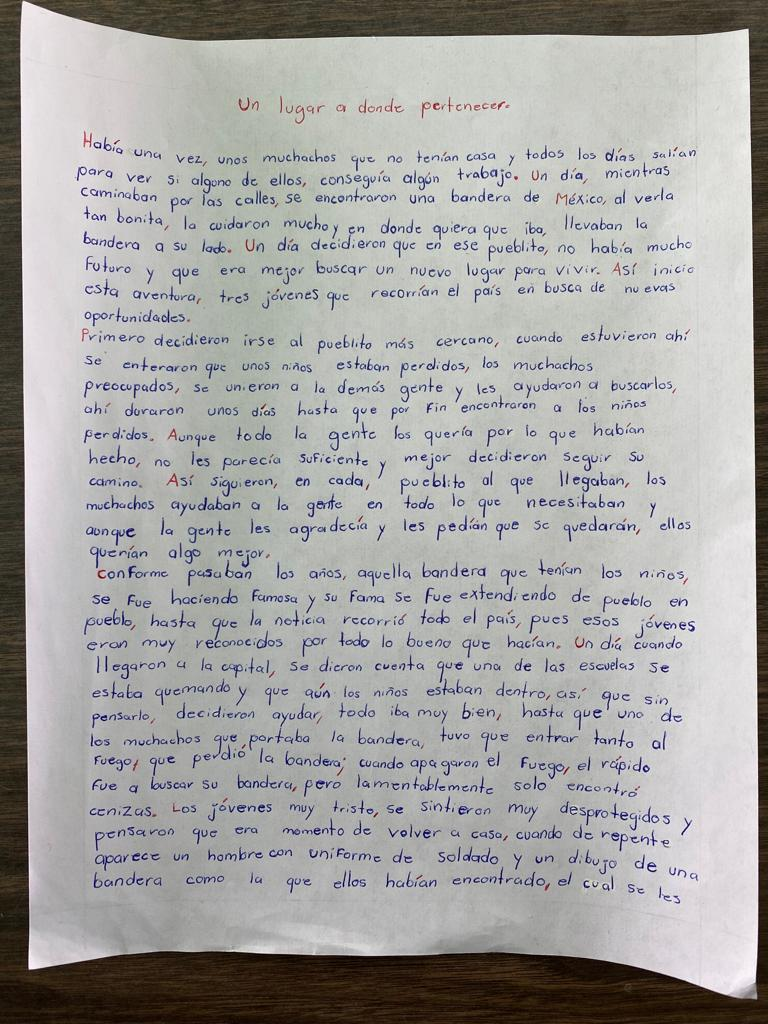 Un lugar a donde pertenecer.
Había una vez, unos muchachos que no tenían casa y todos los días salían
para ver si alguno de ellos, conseguía algún trabajo. Un día, mientras
caminaban por las calles, se encontraron una bandera de México, al verla
tan bonita, la cuidaron mucho y en donde quiera que iba, llevaban la
bandera a su lado. Un día decidieron que en ese pueblito, no había mucho
futuro y que era mejor buscar un nuevo lugar para vivir. Así inicio
esta aventura, tres jóvenes que recorrían el país en busca de nuevas
oportunidades.
Primero decidieron irse al pueblito más cercano, cuando estuvieron ahí
se enteraron que unos niños estaban perdidos, los muchachos
preocupados, se unieron a la demás gente y les ayudaron a buscarlos,
ahí duraron unos días hasta que por fin encontraron a los niños
perdidos. Aunque todo la gente los quería por lo que habían
hecho, no les parecía suficiente y mejor decidieron seguir su
camino. Así siguieron, en cada, pueblito al que llegaban, los
muchachos ayudaban a la gente en todo lo que necesitaban y
aunque la gente les agradecía y les pedían que se quedarán, ellos
querían algo mejor.
Conforme pasaban los años, aquella bandera que tenían los niños,
se fue haciendo famosa y su fama se fue extendiendo de pueblo en
pueblo, hasta que la noticia recorrió todo el país, pues esos jóvenes
eran muy reconocidos por todo lo bueno que hacían. Un día cuando
llegaron a la capital, se dieron cuenta que una de las escuelas se
estaba quemando y que aún los niños estaban dentro, así que sin
pensarlo, decidieron ayudar, todo iba muy bien, hasta que uno de
los muchachos que portaba la bandera, tuvo que entrar tanto al
fuego, que perdió la bandera; cuando apagaron el fuego, el rápido
fue a buscar su bandera, pero lamentablemente solo encontró
cenizas. Los jóvenes muy triste, se sintieron muy desprotegidos y
pensaron que era momento de volver a casa, cuando de repente
aparece un hombre con uniforme de soldado y un dibujo de una
bandera como la que ellos habían encontrado, el cual se les